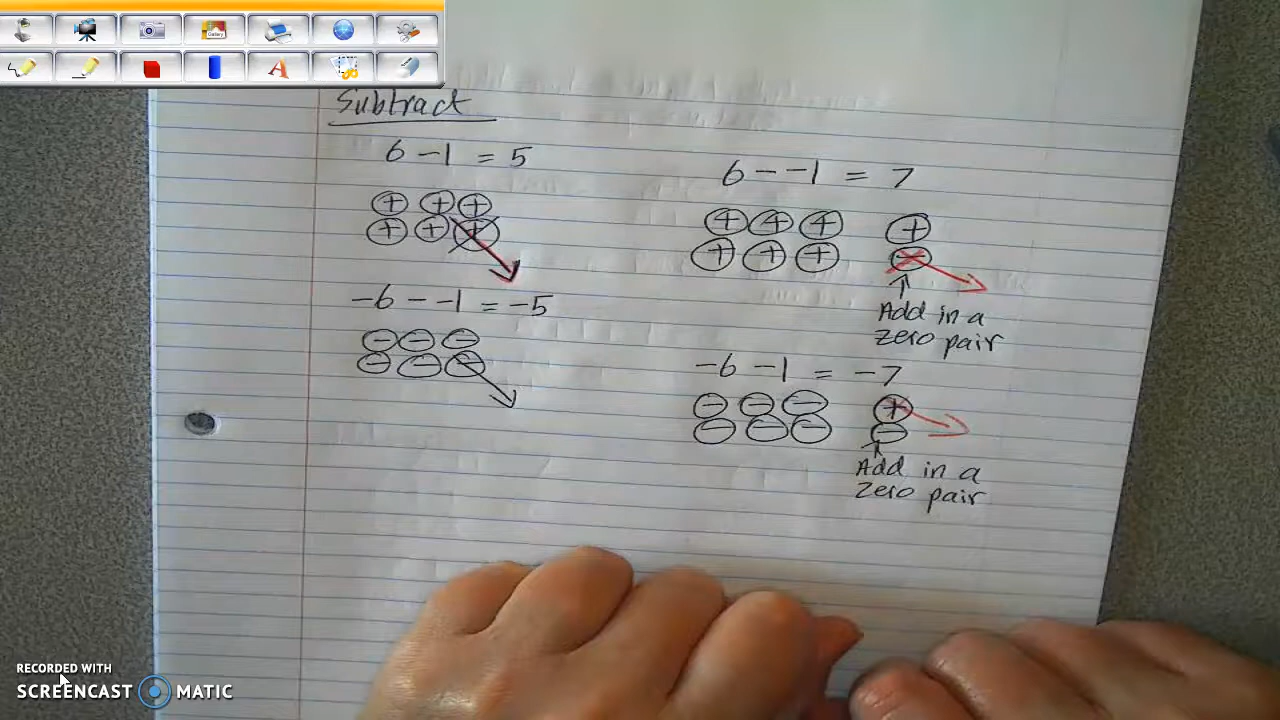 Gallery
Subtract
6 - 1 = 5
+ + +
+ + +
-6 - -1 = -5
- - -
- - -
6 - -1 = 7
+ + + +
+ + + -
Add in a
zero pair
-6 - 1 = -7
- - - +
- - - -
Add in a
zero pair
A
RECORDED WITH
SCREENCAST MATIC